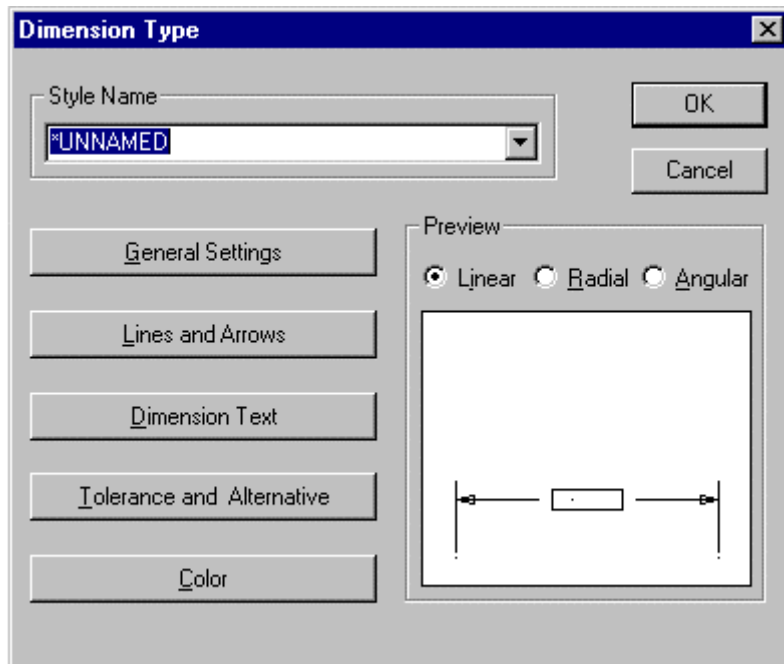 Dimension Type
Style Name
*UNNAMED
OK
Cancel
General Settings
Lines and Arrows
Dimension Text
Tolerance and Alternative
Color
Preview
Linear Radial Angular